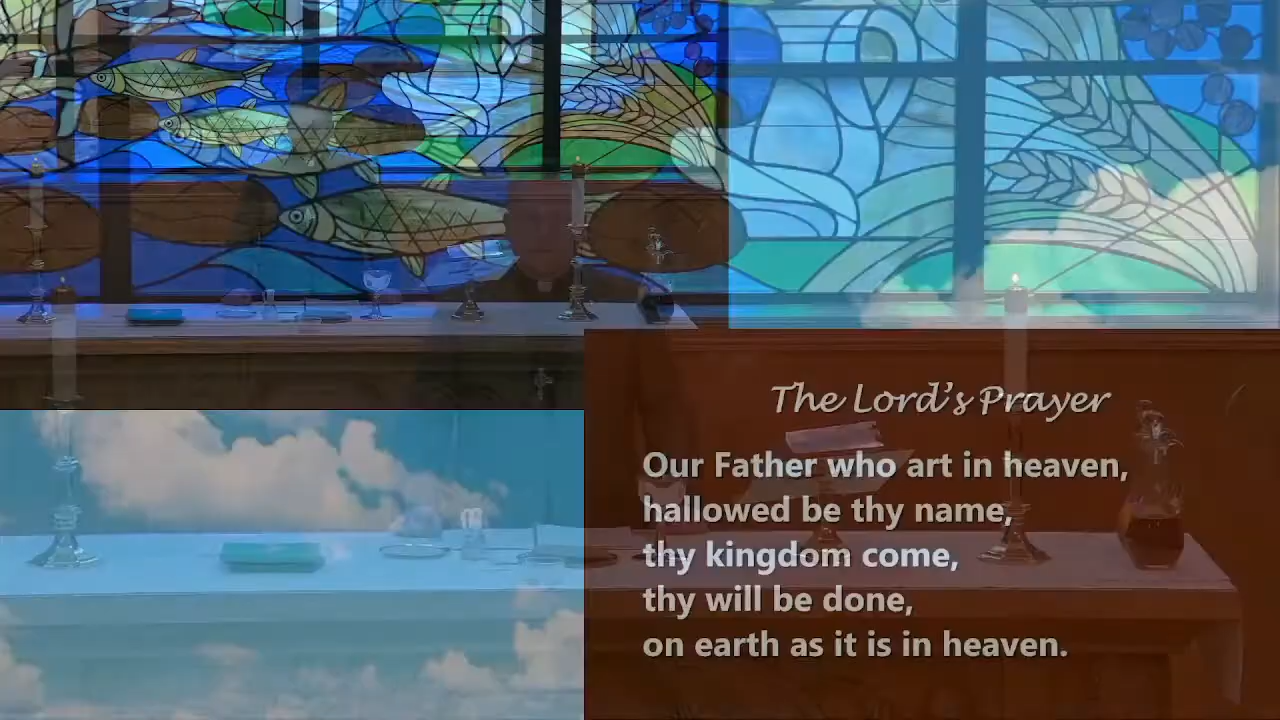 The Lord's Prayer
Our Father who art in heaven,
hallowed be thy name,
thy kingdom come,
thy will be done,
on earth as it is in heaven.